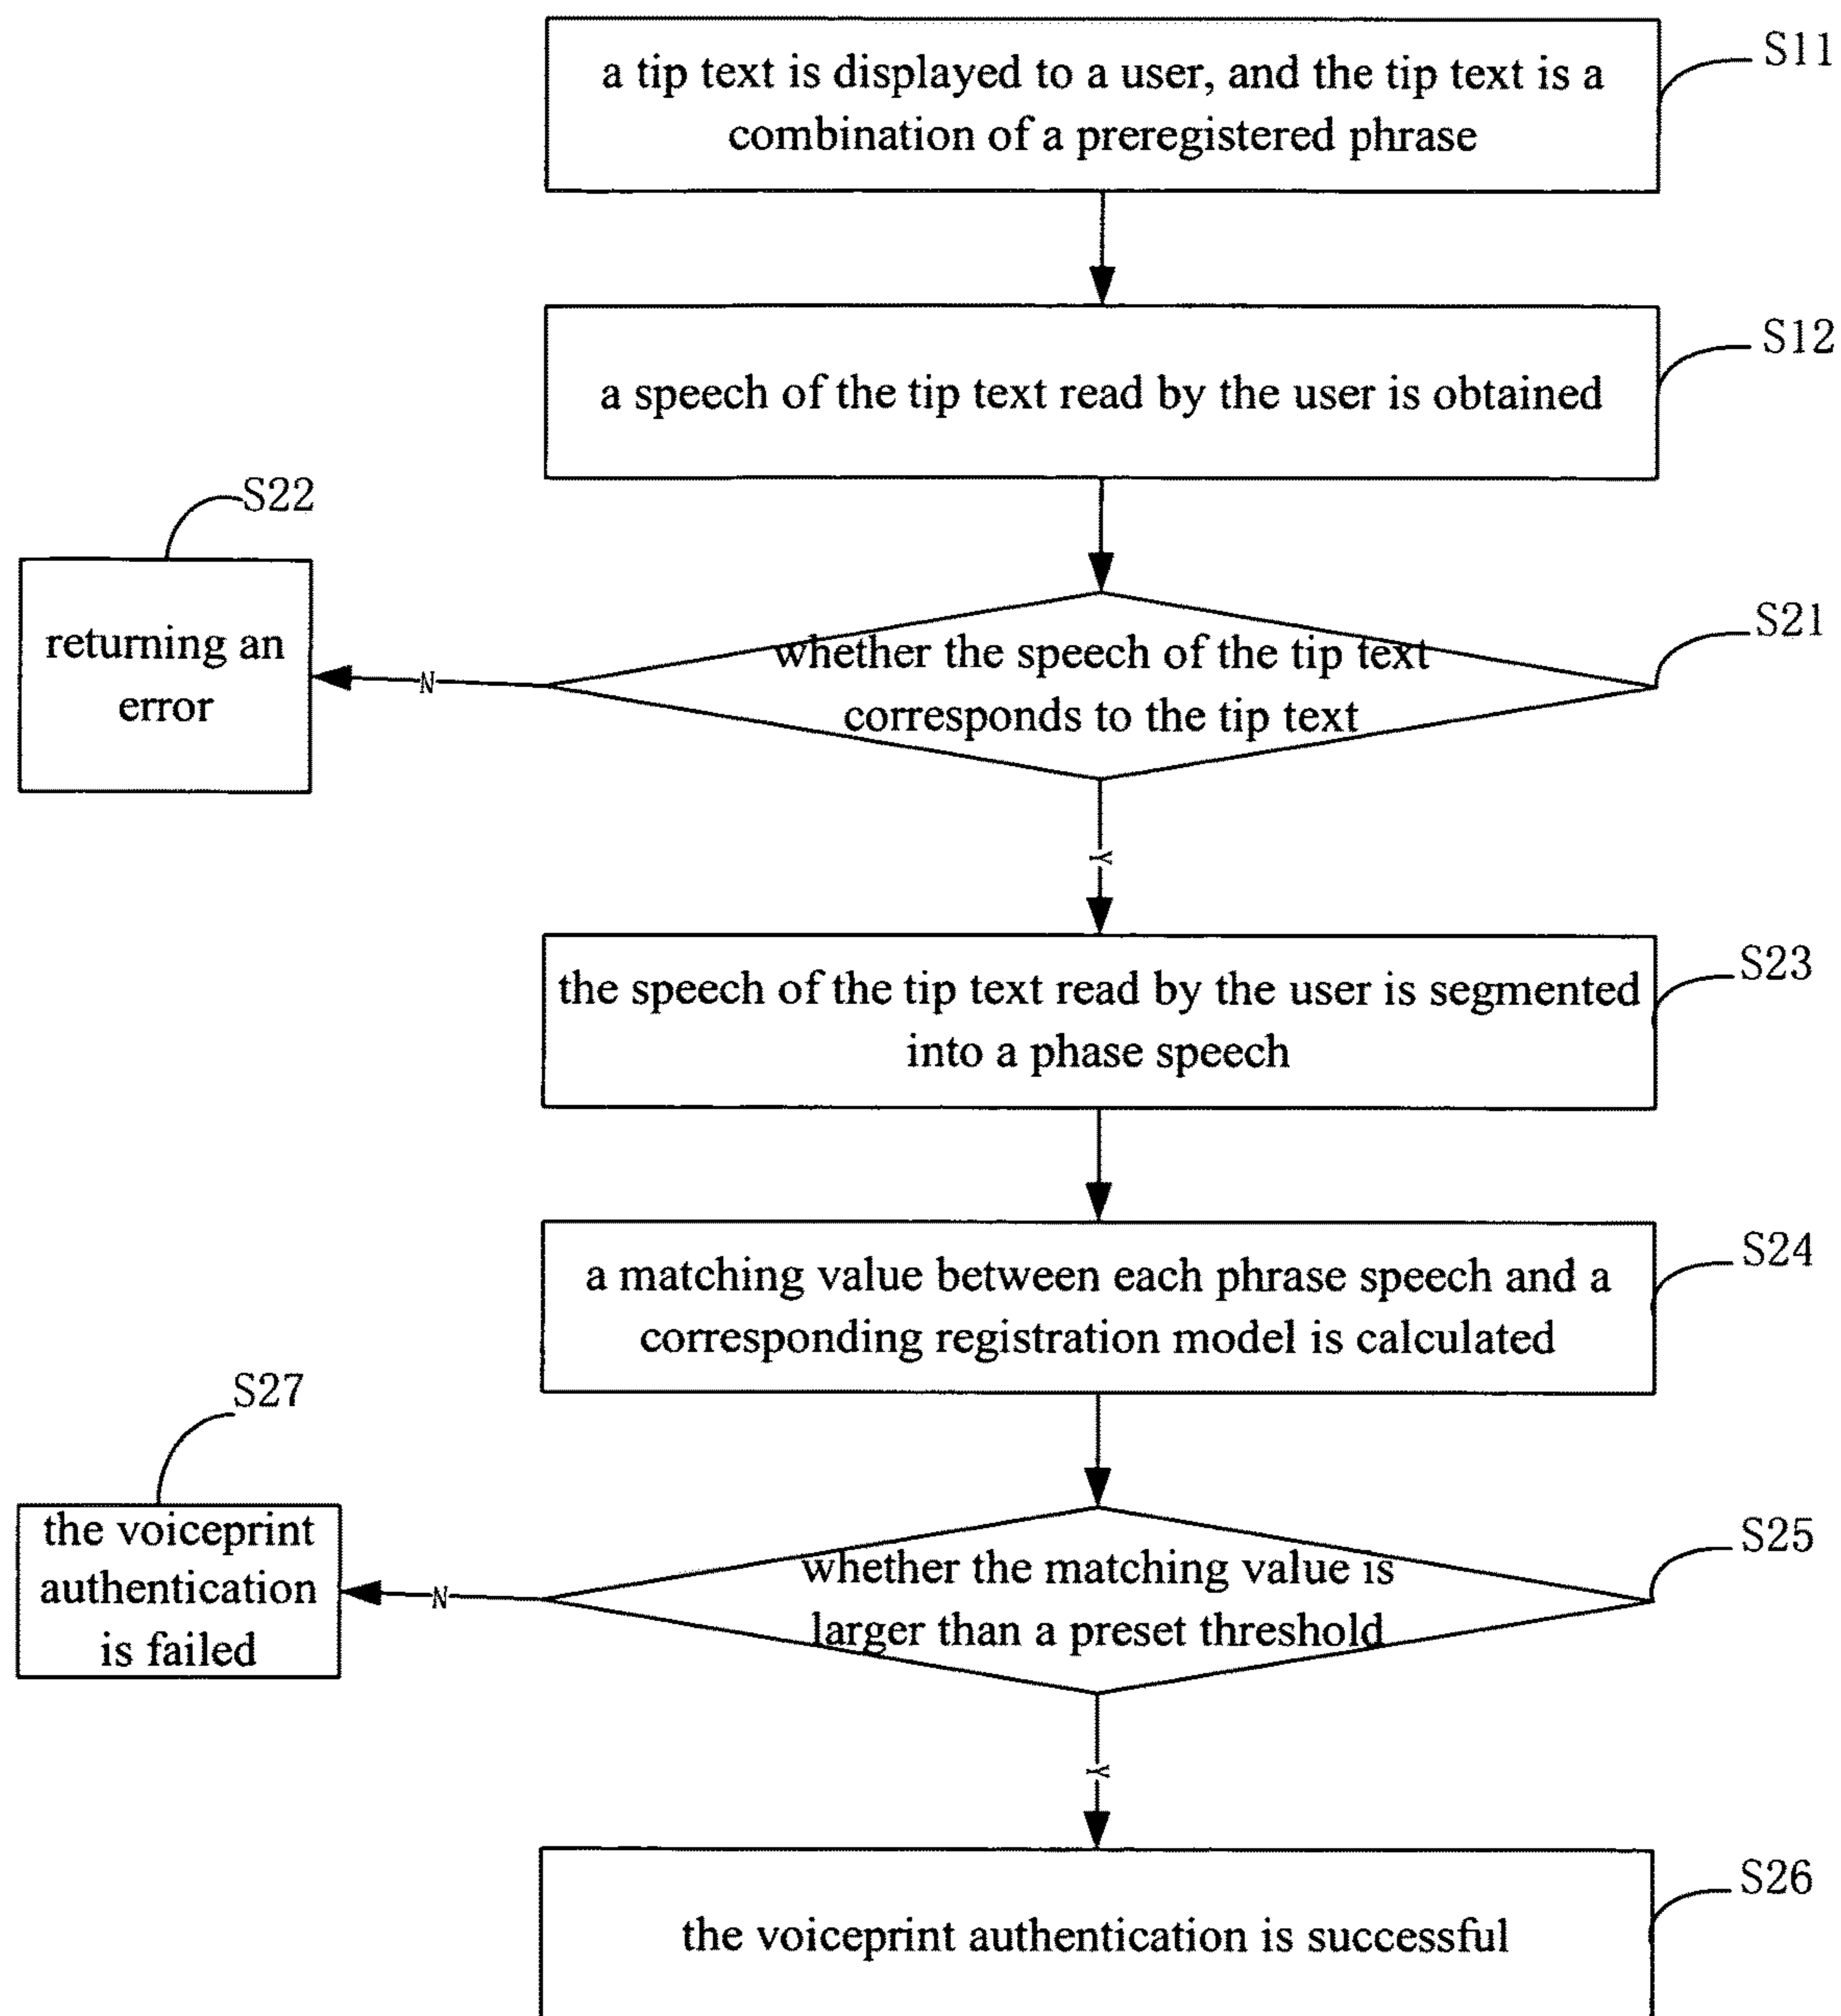 a tip text is displayed to a user, and the tip text is a
combination of a preregistered phrase
S11
a speech of the tip text read by the user is obtained
S12
S22
returning an
error
N
whether the speech of the tip text
corresponds to the tip text
S21
Y
the speech of the tip text read by the user is segmented
into a phase speech
S23
a matching value between each phrase speech and a
corresponding registration model is calculated
S24
S27
the voiceprint
authentication
is failed
N
whether the matching value is
larger than a preset threshold
S25
Y
the voiceprint authentication is successful
S26